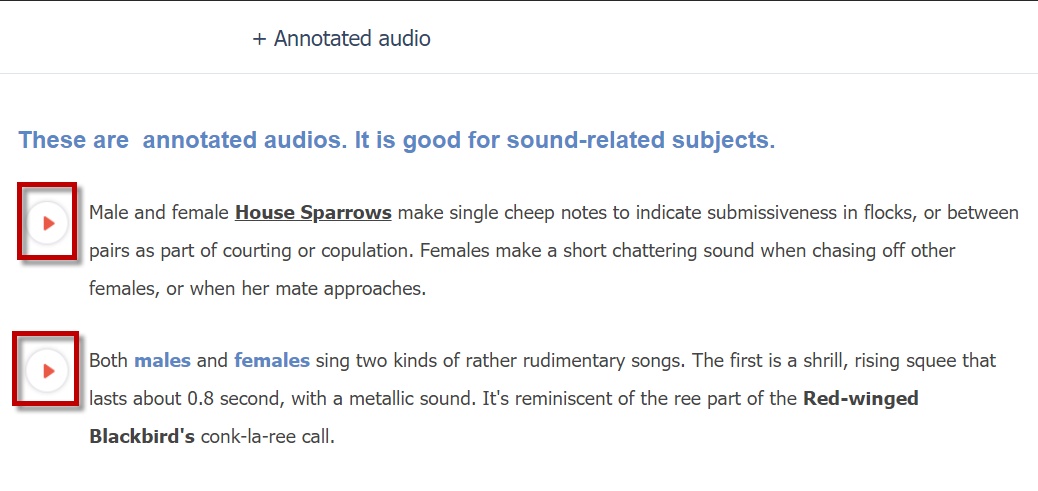 + Annotated audio
These are  annotated audios. It is good for sound-related subjects.
Male and female House Sparrows make single cheep notes to indicate submissiveness in flocks, or between
pairs as part of courting or copulation. Females make a short chattering sound when chasing off other
females, or when her mate approaches.
Both males and females sing two kinds of rather rudimentary songs. The first is a shrill, rising squee that
lasts about 0.8 second, with a metallic sound. It's reminiscent of the ree part of the Red-winged
Blackbird's conk-la-ree call.